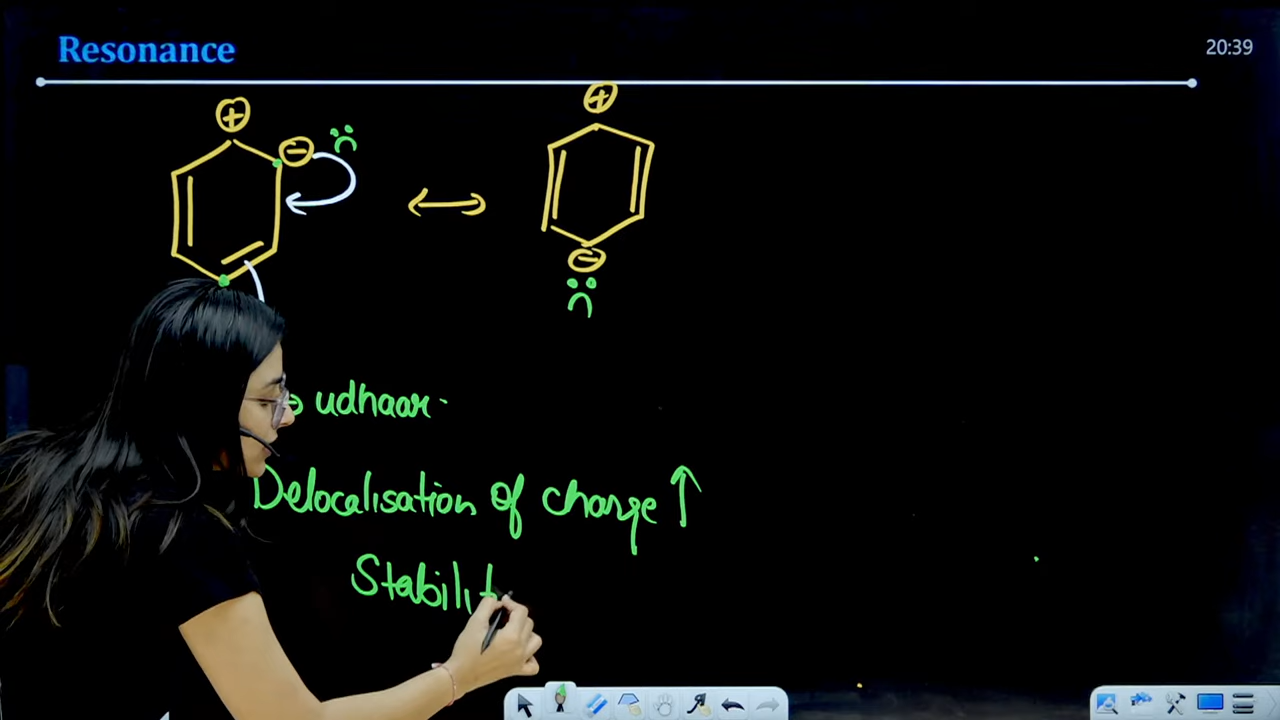 Resonance
20:39
udhaar
Delocalisation of charge ↑
Stabilit